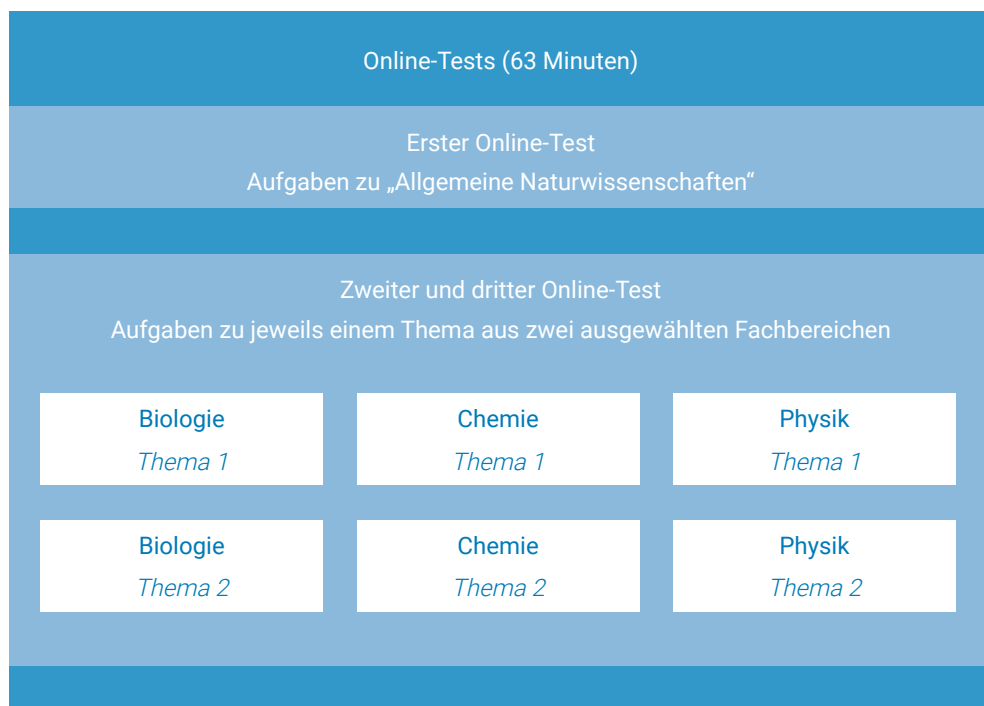 Online-Tests (63 Minuten)
Erster Online-Test
Aufgaben zu „Allgemeine Naturwissenschaften“
Zweiter und dritter Online-Test
Aufgaben zu jeweils einem Thema aus zwei ausgewählten Fachbereichen
Biologie
Thema 1
Chemie
Thema 1
Physik
Thema 1
Biologie
Thema 2
Chemie
Thema 2
Physik
Thema 2